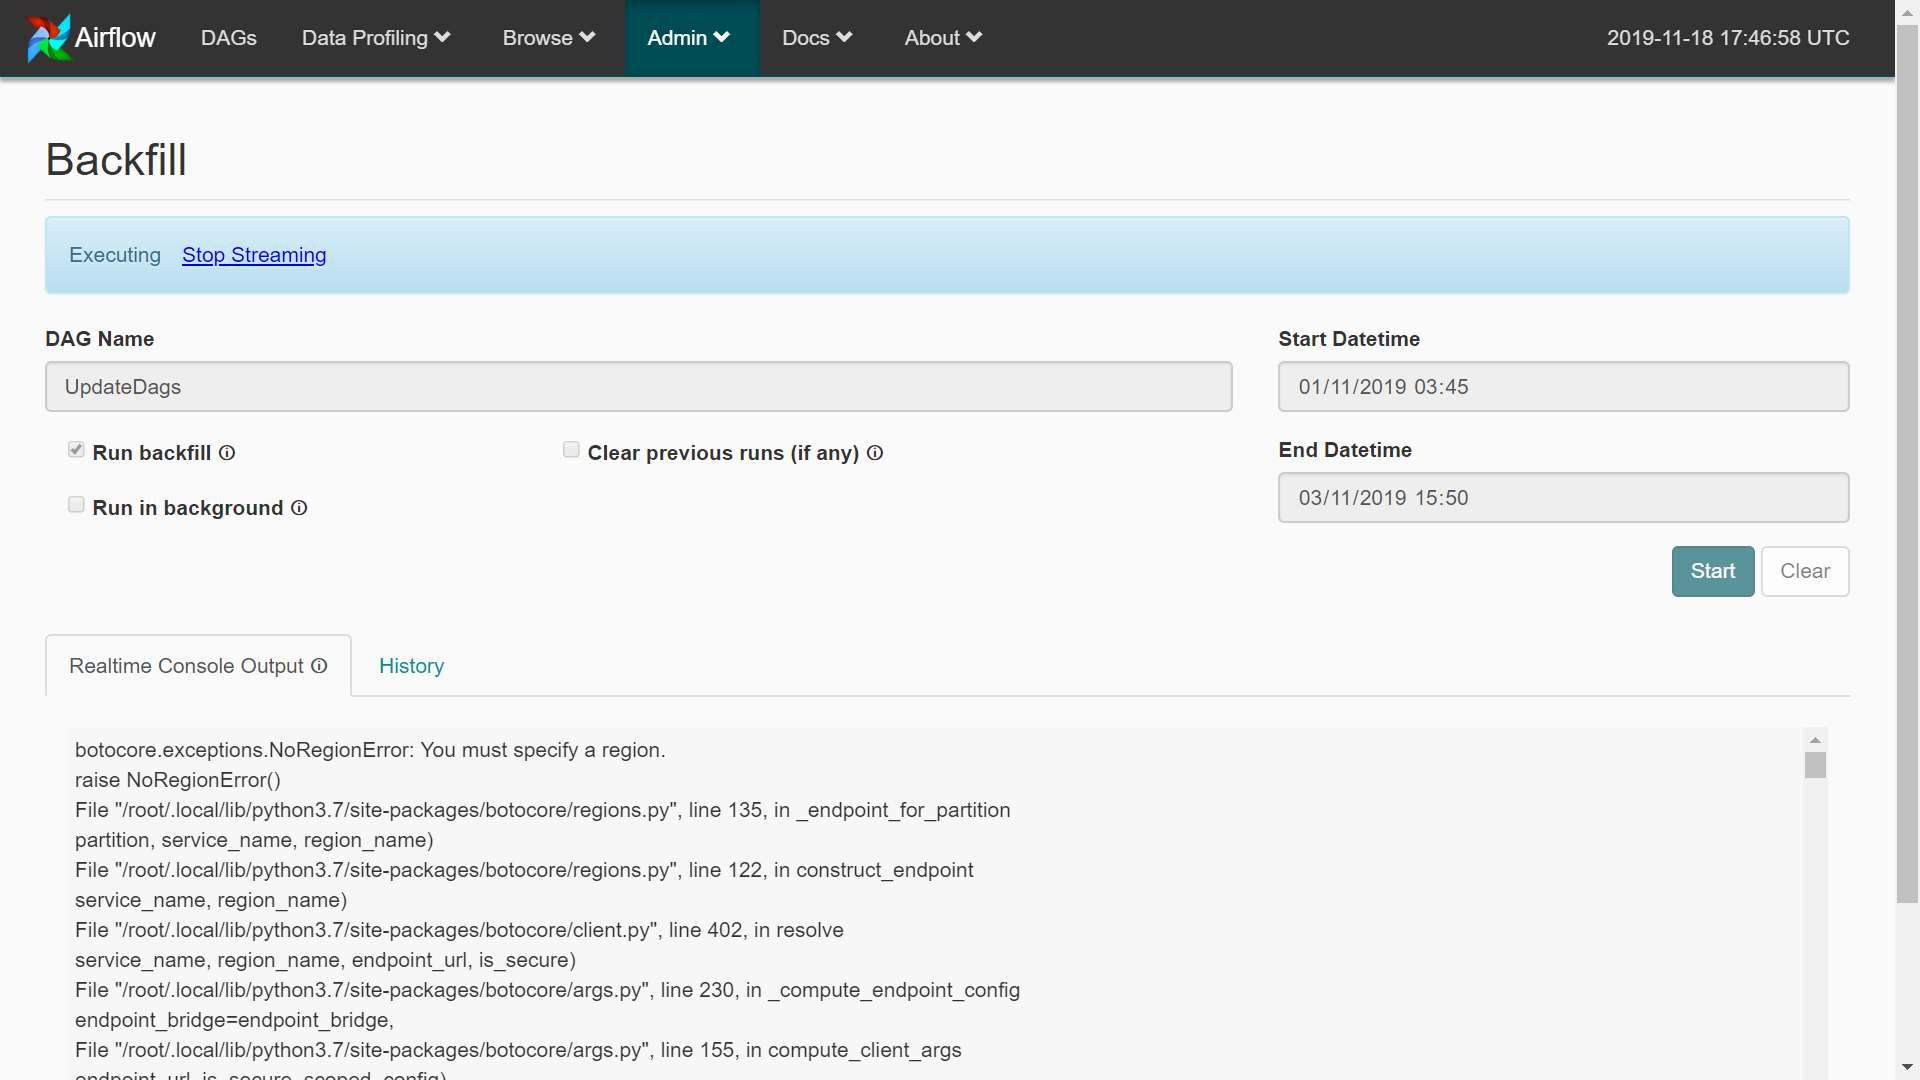 Airflow DAGs Data Profiling Browse Admin Docs About 2019-11-18 17:46:58 UTC
Backfill
Executing Stop Streaming
DAG Name
UpdateDags
Start Datetime
01/11/2019 03:45
Run backfill
Clear previous runs (if any)
Run in background
End Datetime
03/11/2019 15:50
Start Clear
Realtime Console Output History
botocore.exceptions.NoRegionError: You must specify a region.
raise NoRegionError()
File "/root/.local/lib/python3.7/site-packages/botocore/regions.py", line 135, in _endpoint_for_partition
partition, service_name, region_name)
File "/root/.local/lib/python3.7/site-packages/botocore/regions.py", line 122, in construct_endpoint
service_name, region_name)
File "/root/.local/lib/python3.7/site-packages/botocore/client.py", line 402, in resolve
service_name, region_name, endpoint_url, is_secure)
File "/root/.local/lib/python3.7/site-packages/botocore/args.py", line 230, in _compute_endpoint_config
endpoint_bridge=endpoint_bridge,
File "/root/.local/lib/python3.7/site-packages/botocore/args.py", line 155, in compute_client_args
endpoint_url, is_secure, scoped_config)